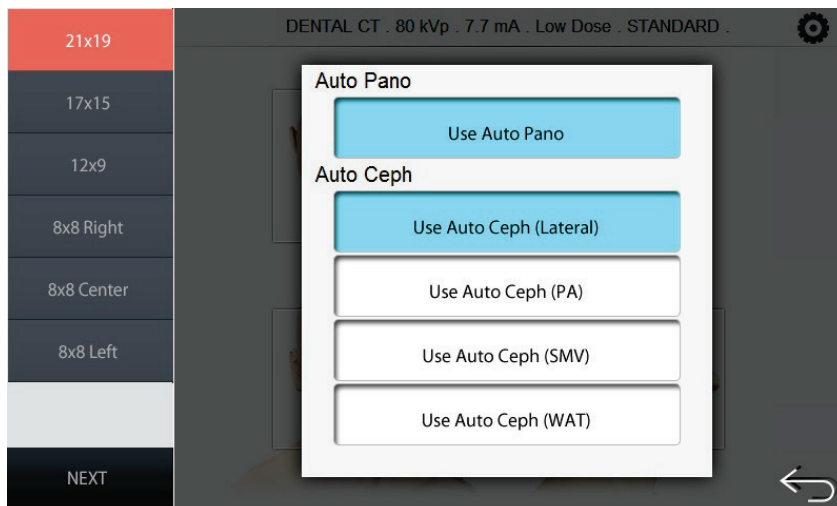 21x19
17x15
12x9
8x8 Right
8x8 Center
8x8 Left
NEXT
DENTAL CT . 80 kVp . 7.7 mA . Low Dose . STANDARD .
Auto Pano
Use Auto Pano
Auto Ceph
Use Auto Ceph (Lateral)
Use Auto Ceph (PA)
Use Auto Ceph (SMV)
Use Auto Ceph (WAT)